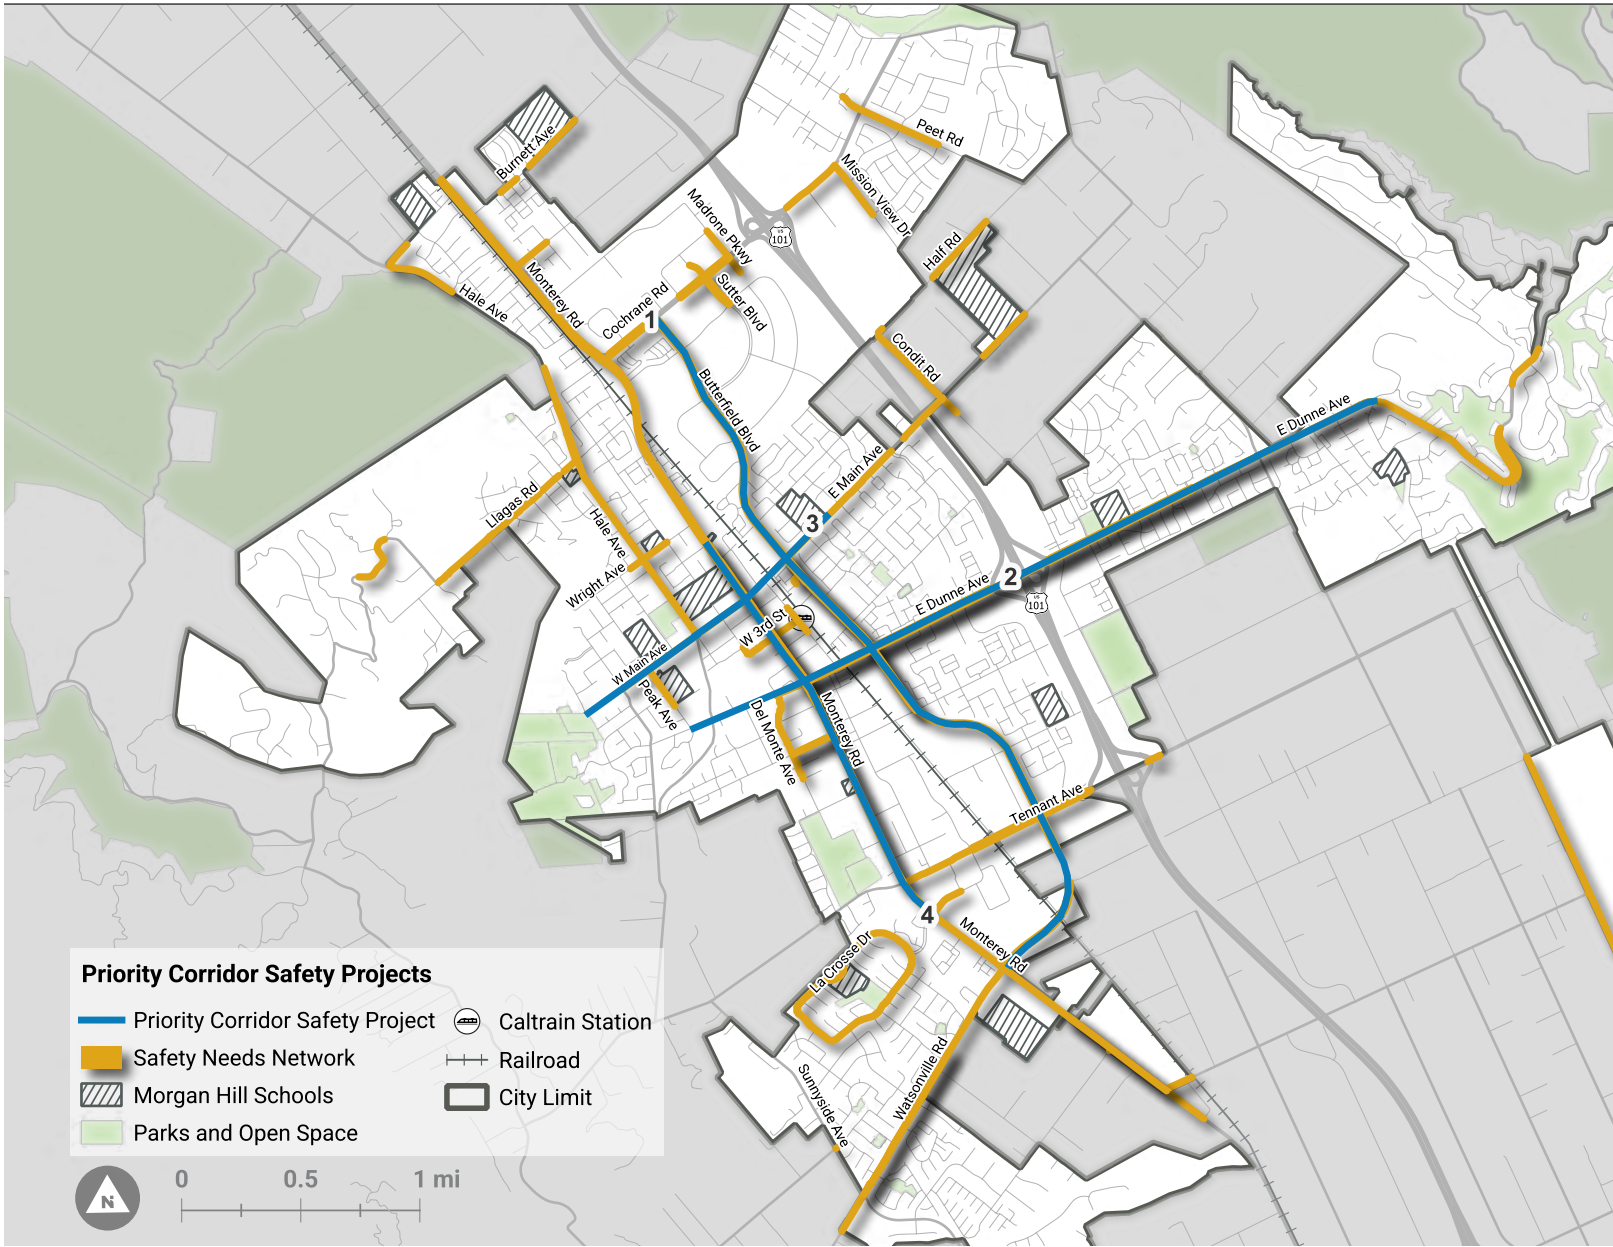 Peet Rd
Burnett Ave
Mission View Dr
Madrone Pkwy
US
101
Half Rd
Hale Ave
Monterey Rd
Cochrane Rd
Sutter Blvd
1
Condit Rd
Butterfield Blvd
E Dunne Ave
E Main Ave
Llagas Rd
Hale Ave
3
Wright Ave
E Dunne Ave
2
US
101
W 3rd St
W Main Ave
Peak Ave
Del Monte Ave
Monterey Rd
Tennant Ave
4
Monterey Rd
La Crosse Dr
Sunnyside Ave
Watsonville Rd
Priority Corridor Safety Projects
Priority Corridor Safety Project
Safety Needs Network
Morgan Hill Schools
Parks and Open Space
Caltrain Station
Railroad
City Limit
N
0 0.5 1 mi